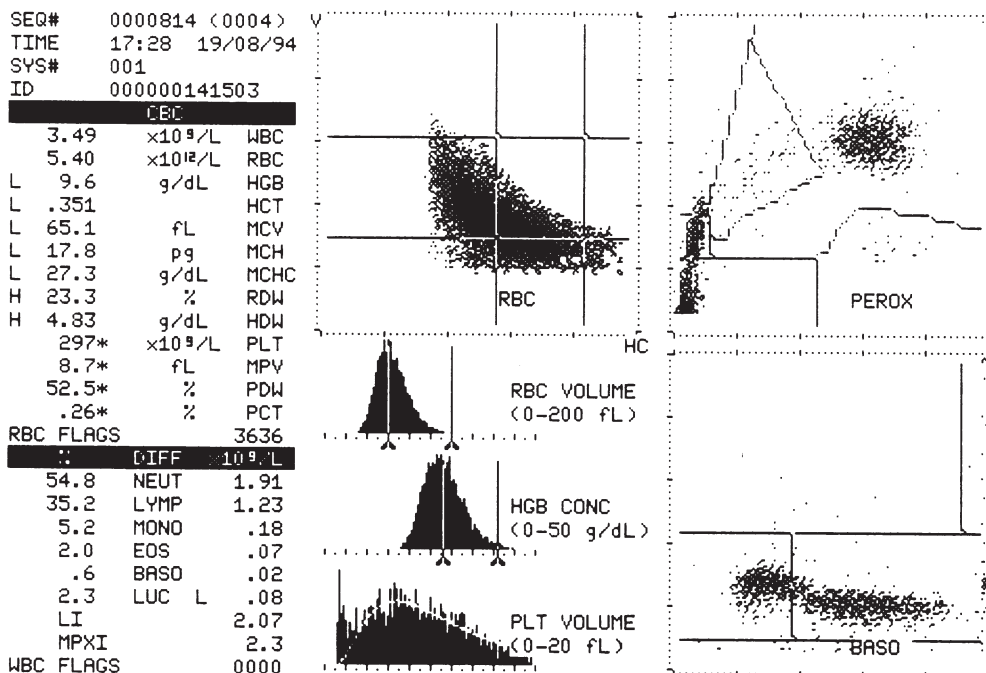 SEQ# 0000814 (0004) V
TIME 17:28 19/08/94
SYS# 001
ID 000000141503
CBC
3.49 x10⁹/L WBC
5.40 x10¹²/L RBC
L 9.6 g/dL HGB
L .351 HCT
L 65.1 fL MCV
L 17.8 pg MCH
L 27.3 g/dL MCHC
H 23.3 % RDW
H 4.83 g/dL HDW
297* x10⁹/L PLT
8.7* fL MPV
52.5* % PDW
.26* % PCT
RBC FLAGS 3636
% DIFF x10⁹/L
54.8 NEUT 1.91
35.2 LYMP 1.23
5.2 MONO .18
2.0 EOS .07
.6 BASO .02
2.3 LUC L .08
LI 2.07
MPXI 2.3
WBC FLAGS 0000
RBC
HC
RBC VOLUME
(0-200 fL)
HGB CONC
(0-50 g/dL)
PLT VOLUME
(0-20 fL)
PEROX
BASO